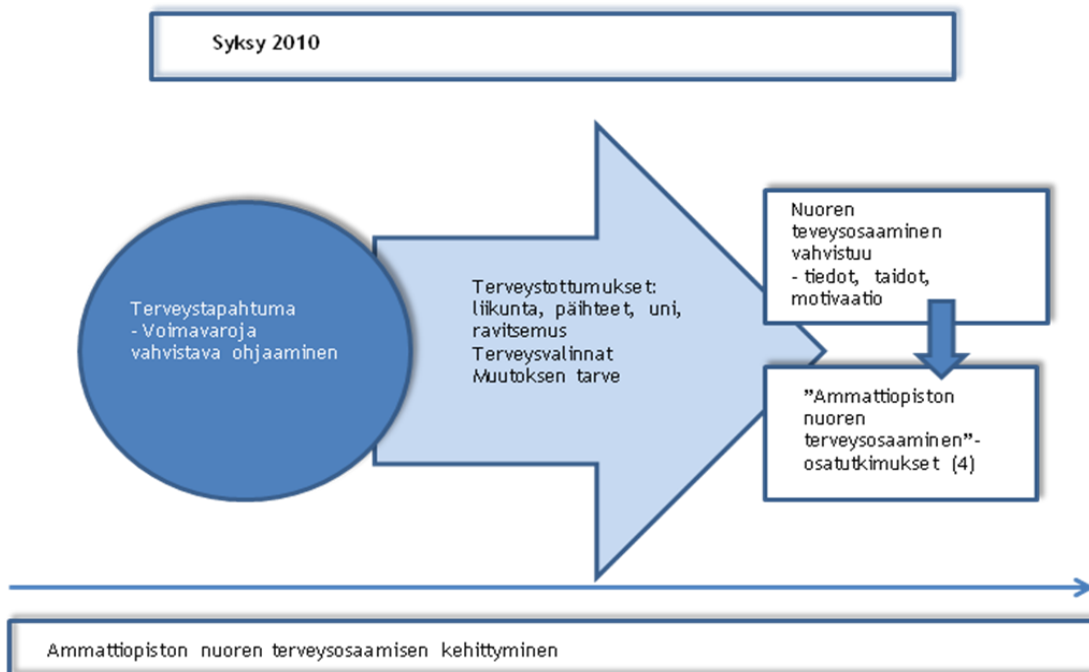 Syksy 2010
Terveystapahtuma
- Voimavaroja
vahvistava ohjaaminen
Terveystottumukset:
liikunta, päihteet, uni,
ravitsemus
Terveysvalinnat
Muutoksen tarve
Nuoren
teveysosaaminen
vahvistuu
- tiedot, taidot,
motivaatio
”Ammattiopiston
nuoren
terveysosaaminen”-
osatutkimukset (4)
Ammattiopiston nuoren terveysosaamisen kehittyminen